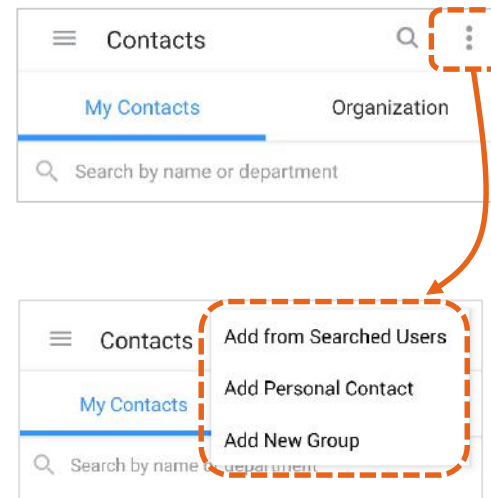 Contacts
My Contacts Organization
Search by name or department
Contacts
Add from Searched Users
Add Personal Contact
My Contacts
Add New Group
Search by name or department